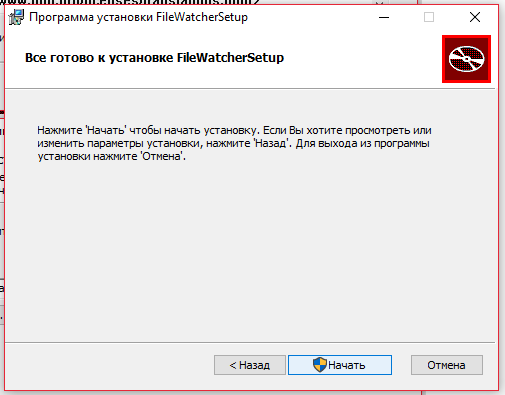 Программа установки FileWatcherSetup
Все готово к установке FileWatcherSetup
Нажмите 'Начать' чтобы начать установку. Если Вы хотите просмотреть или
изменить параметры установки, нажмите 'Назад'. Для выхода из программы
установки нажмите 'Отмена'.
< Назад
Начать
Отмена